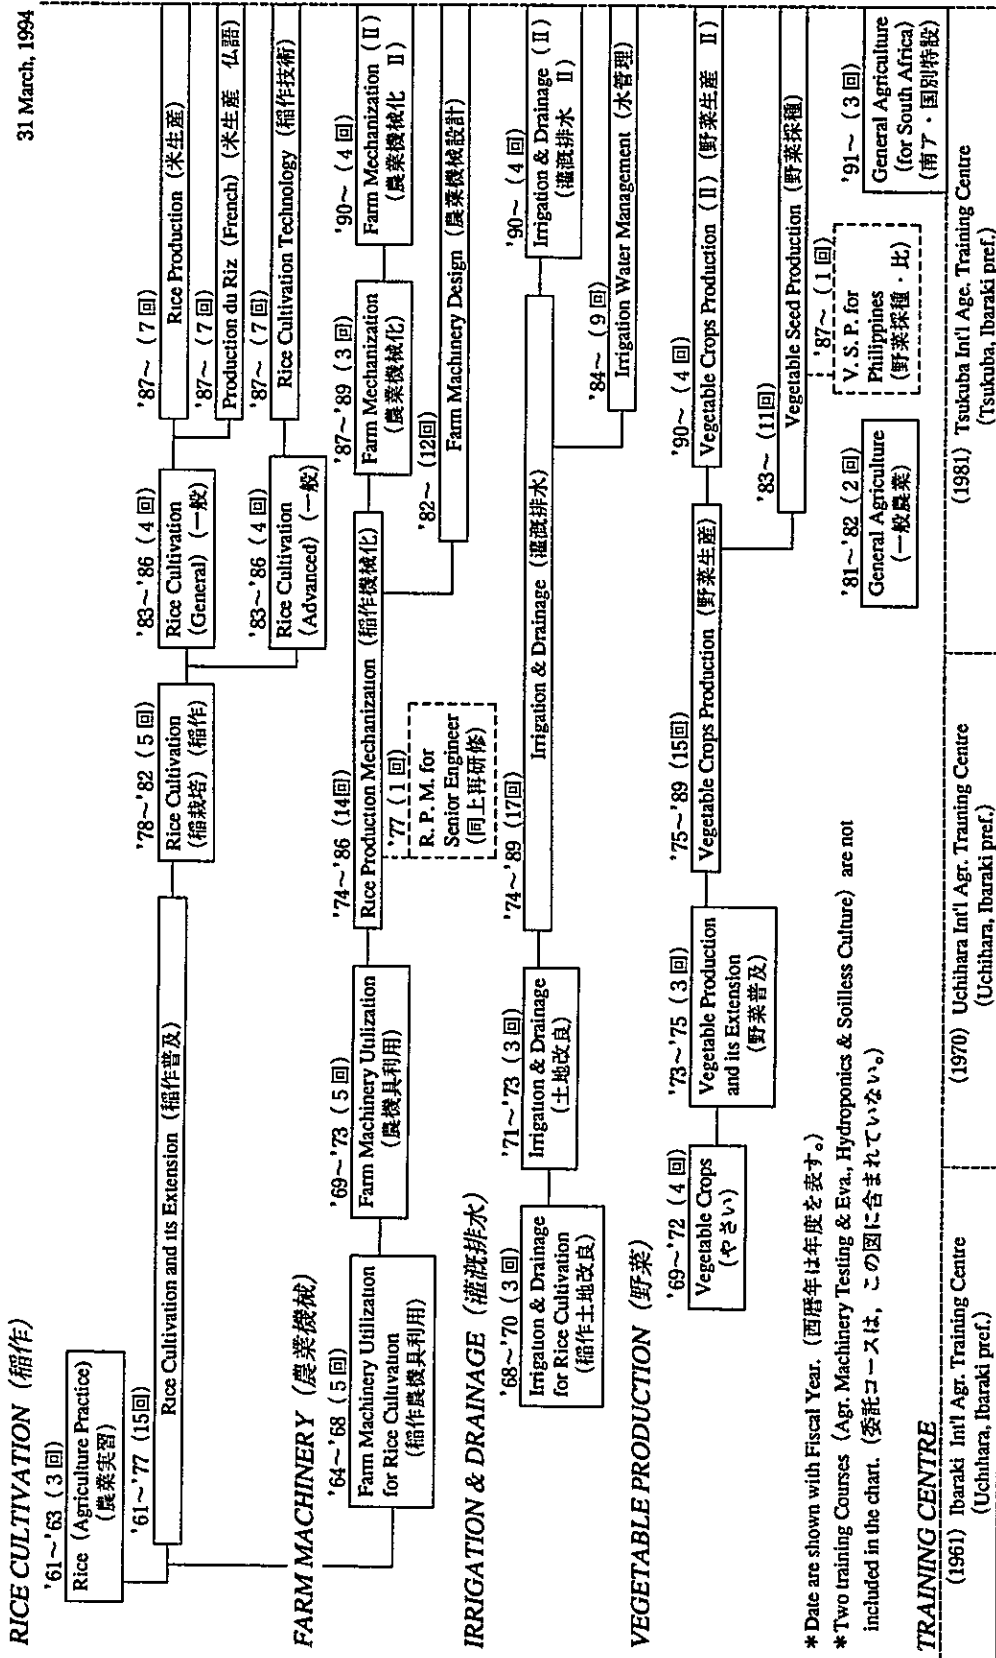 31 March, 1994
RICE CULTIVATION (稲作)
'61～'63 (3回)
Rice (Agriculture Practice)
(農業実習)
'61～'77 (15回)
Rice Cultivation and its Extension (稲作普及)
'78～'82 (5回)
Rice Cultivation
(稲栽培) (稲作)
'83～'86 (4回)
Rice Cultivation
(General) (一般)
'83～'86 (4回)
Rice Cultivation
(Advanced) (一般)
'87～ (7回)
Rice Production (米生産)
'87～ (7回)
Production du Riz (French) (米生産 仏語)
'87～ (7回)
Rice Cultivation Technology (稲作技術)
FARM MACHINERY (農業機械)
'64～'68 (5回)
Farm Machinery Utilization
for Rice Cultivation
(稲作農機具利用)
'69～'73 (5回)
Farm Machinery Utilization
(農機具利用)
'74～'86 (14回)
Rice Production Mechanization (稲作機械化)
'77 (1回)
R. P. M. for
Senior Engineer
(同上再研修)
'87～'89 (3回)
Farm Mechanization
(農業機械化)
'90～ (4回)
Farm Mechanization (II)
(農業機械化 II)
'82～ (12回)
Farm Machinery Design (農業機械設計)
IRRIGATION & DRAINAGE (灌漑排水)
'68～'70 (3回)
Irrigation & Drainage
for Rice Cultivation
(稲作土地改良)
'71～'73 (3回)
Irrigation & Drainage
(土地改良)
'74～'89 (17回)
Irrigation & Drainage (灌漑排水)
'90～ (4回)
Irrigation & Drainage (II)
(灌漑排水 II)
'84～ (9回)
Irrigation Water Management (水管理)
VEGETABLE PRODUCTION (野菜)
'69～'72 (4回)
Vegetable Crops
(やさい)
'73～'75 (3回)
Vegetable Production
and its Extension
(野菜普及)
'75～'89 (15回)
Vegetable Crops Production (野菜生産)
'90～ (4回)
Vegetable Crops Production (II) (野菜生産 II)
'83～ (11回)
Vegetable Seed Production (野菜採種)
'87～ (1回)
V. S. P. for
Philippines
(野菜採種・比)
'81～'82 (2回)
General Agriculture
(一般農業)
'91～ (3回)
General Agriculture
(for South Africa)
(南ア・国別特設)
*Date are shown with Fiscal Year. (西暦年は年度を表す。)
*Two training Courses (Agr. Machinery Testing & Eva., Hydroponics & Soilless Culture) are not
included in the chart. (委託コースは，この図に含まれていない。)
TRAINING CENTRE
(1961) Ibaraki Int'l Agr. Training Centre
(Uchihara, Ibaraki pref.)
(1970) Uchihara Int'l Agr. Training Centre
(Uchihara, Ibaraki pref.)
(1981) Tsukuba Int'l Age. Training Centre
(Tsukuba, Ibaraki pref.)